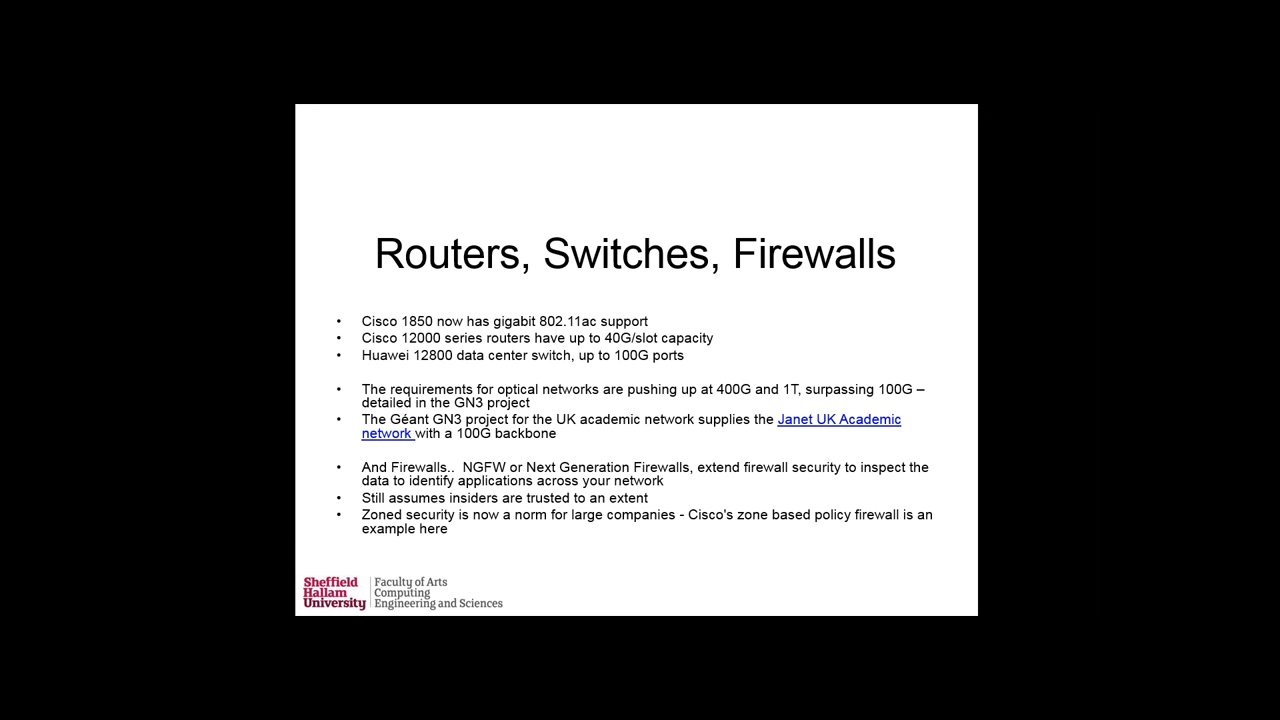 Routers, Switches, Firewalls
• Cisco 1850 now has gigabit 802.11ac support
• Cisco 12000 series routers have up to 40G/slot capacity
• Huawei 12800 data center switch, up to 100G ports
• The requirements for optical networks are pushing up at 400G and 1T, surpassing 100G –
detailed in the GN3 project
• The Géant GN3 project for the UK academic network supplies the Janet UK Academic
network with a 100G backbone
• And Firewalls..  NGFW or Next Generation Firewalls, extend firewall security to inspect the
data to identify applications across your network
• Still assumes insiders are trusted to an extent
• Zoned security is now a norm for large companies - Cisco's zone based policy firewall is an
example here
Sheffield
Hallam
University
Faculty of Arts
Computing
Engineering and Sciences